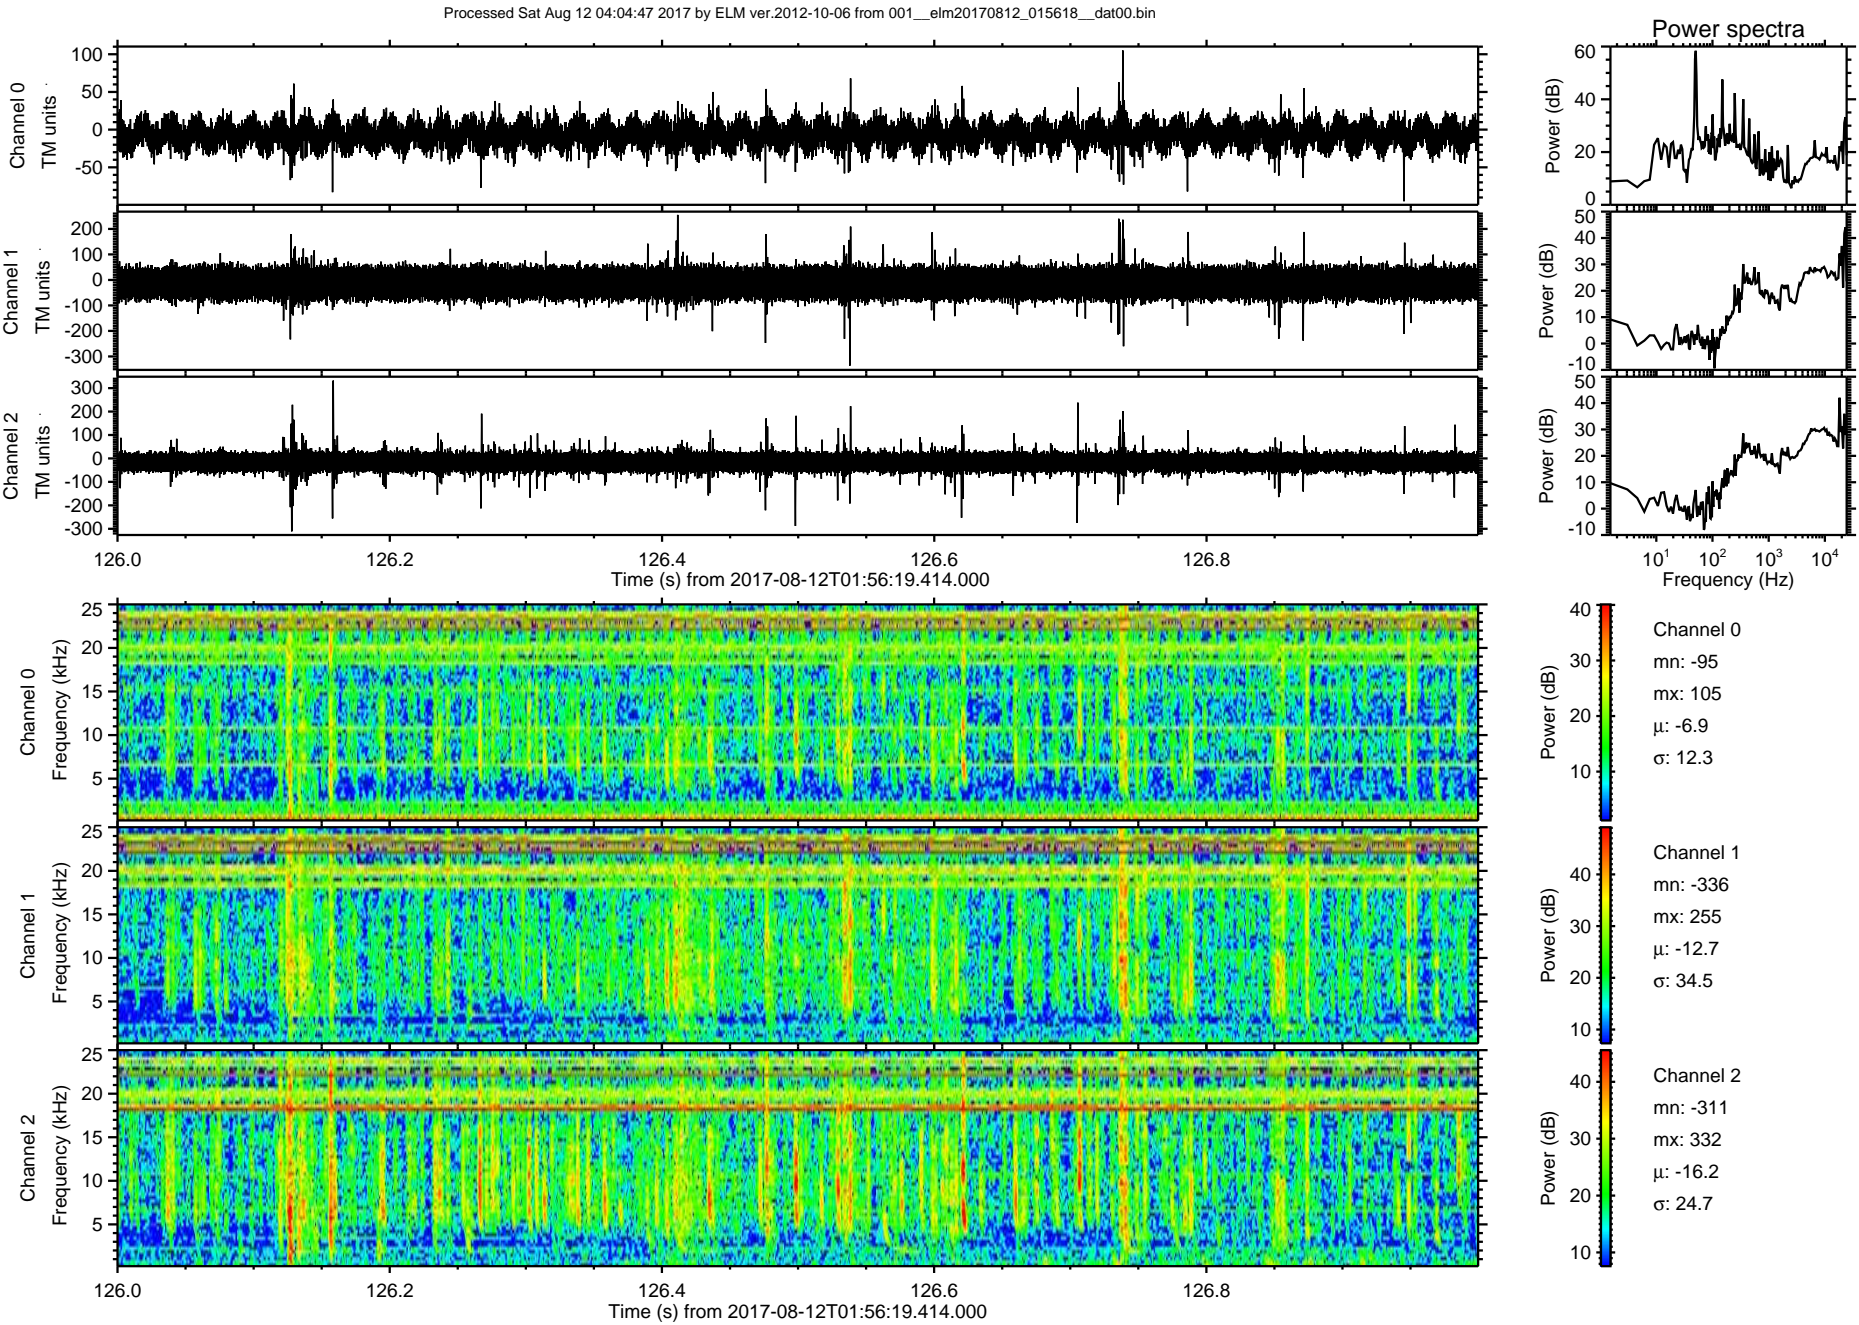 Processed Sat Aug 12 04:04:47 2017 by ELM ver.2012-10-06 from 001__elm20170812_015618__dat00.bin
Power spectra
Channel 0
TM units
100
50
0
-50
Power (dB)
60
40
20
0
Channel 1
TM units
200
100
0
-100
-200
-300
Power (dB)
50
40
30
20
10
0
-10
Channel 2
TM units
300
200
100
0
-100
-200
-300
Power (dB)
50
40
30
20
10
0
-10
126.0 126.2 126.4 126.6 126.8
Time (s) from 2017-08-12T01:56:19.414.000
10^1 10^2 10^3 10^4
Frequency (Hz)
Channel 0
Frequency (kHz)
25
20
15
10
5
Power (dB)
40
30
20
10
Channel 0
mn: -95
mx: 105
μ: -6.9
σ: 12.3
Channel 1
Frequency (kHz)
25
20
15
10
5
Power (dB)
40
30
20
10
Channel 1
mn: -336
mx: 255
μ: -12.7
σ: 34.5
Channel 2
Frequency (kHz)
25
20
15
10
5
Power (dB)
40
30
20
10
Channel 2
mn: -311
mx: 332
μ: -16.2
σ: 24.7
126.0 126.2 126.4 126.6 126.8
Time (s) from 2017-08-12T01:56:19.414.000